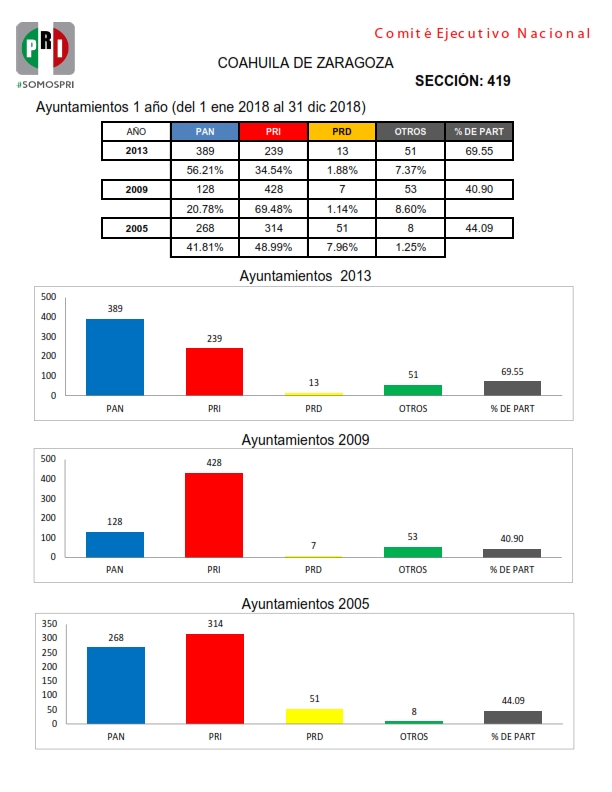 Comité Ejecutivo Nacional
PRI
#SOMOSPRI
COAHUILA DE ZARAGOZA
SECCIÓN: 419
Ayuntamientos 1 año (del 1 ene 2018 al 31 dic 2018)
AÑO PAN PRI PRD OTROS % DE PART
2013 389 239 13 51 69.55
56.21% 34.54% 1.88% 7.37%
2009 128 428 7 53 40.90
20.78% 69.48% 1.14% 8.60%
2005 268 314 51 8 44.09
41.81% 48.99% 7.96% 1.25%
Ayuntamientos 2013
500
400
300
200
100
0
389 239 13 51 69.55
PAN PRI PRD OTROS % DE PART
Ayuntamientos 2009
500
400
300
200
100
0
128 428 7 53 40.90
PAN PRI PRD OTROS % DE PART
Ayuntamientos 2005
350
300
250
200
150
100
50
0
268 314 51 8 44.09
PAN PRI PRD OTROS % DE PART